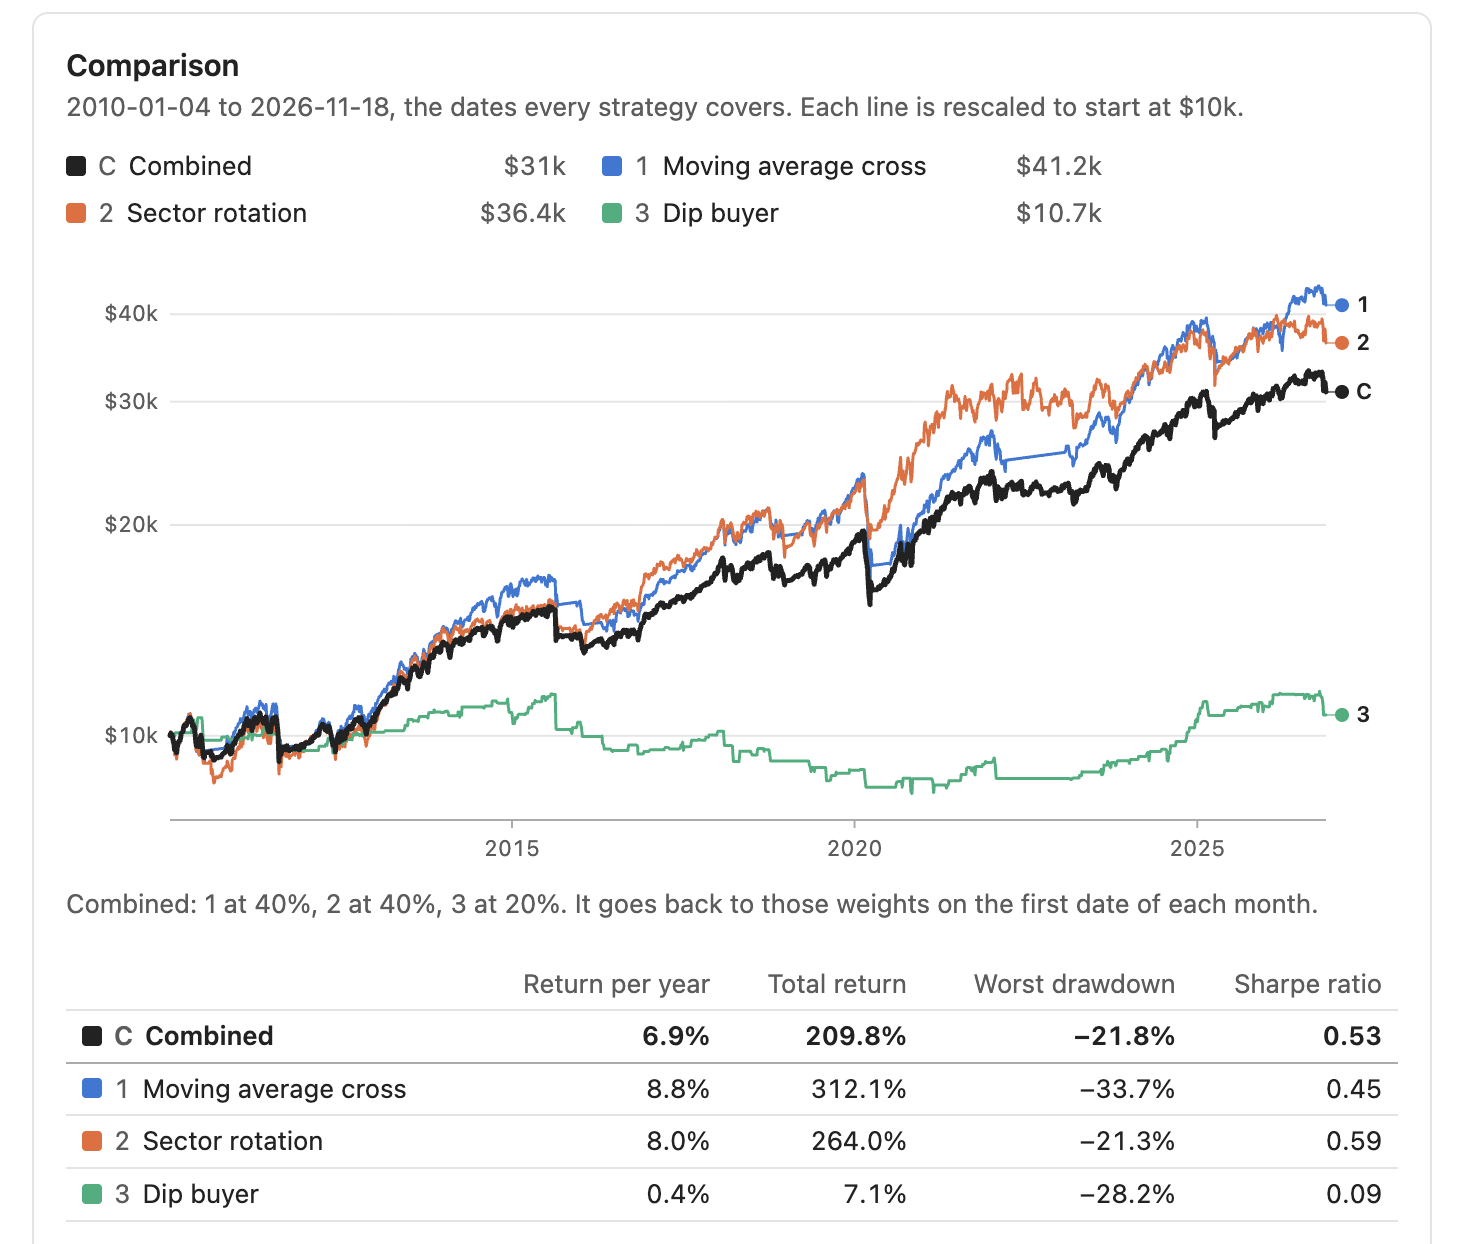 Comparison
2010-01-04 to 2026-11-18, the dates every strategy covers. Each line is rescaled to start at $10k.
C Combined $31k 1 Moving average cross $41.2k
2 Sector rotation $36.4k 3 Dip buyer $10.7k
$40k
1
2
$30k
C
$20k
3
$10k
2015 2020 2025
Combined: 1 at 40%, 2 at 40%, 3 at 20%. It goes back to those weights on the first date of each month.
Return per year Total return Worst drawdown Sharpe ratio
C Combined 6.9% 209.8% −21.8% 0.53
1 Moving average cross 8.8% 312.1% −33.7% 0.45
2 Sector rotation 8.0% 264.0% −21.3% 0.59
3 Dip buyer 0.4% 7.1% −28.2% 0.09